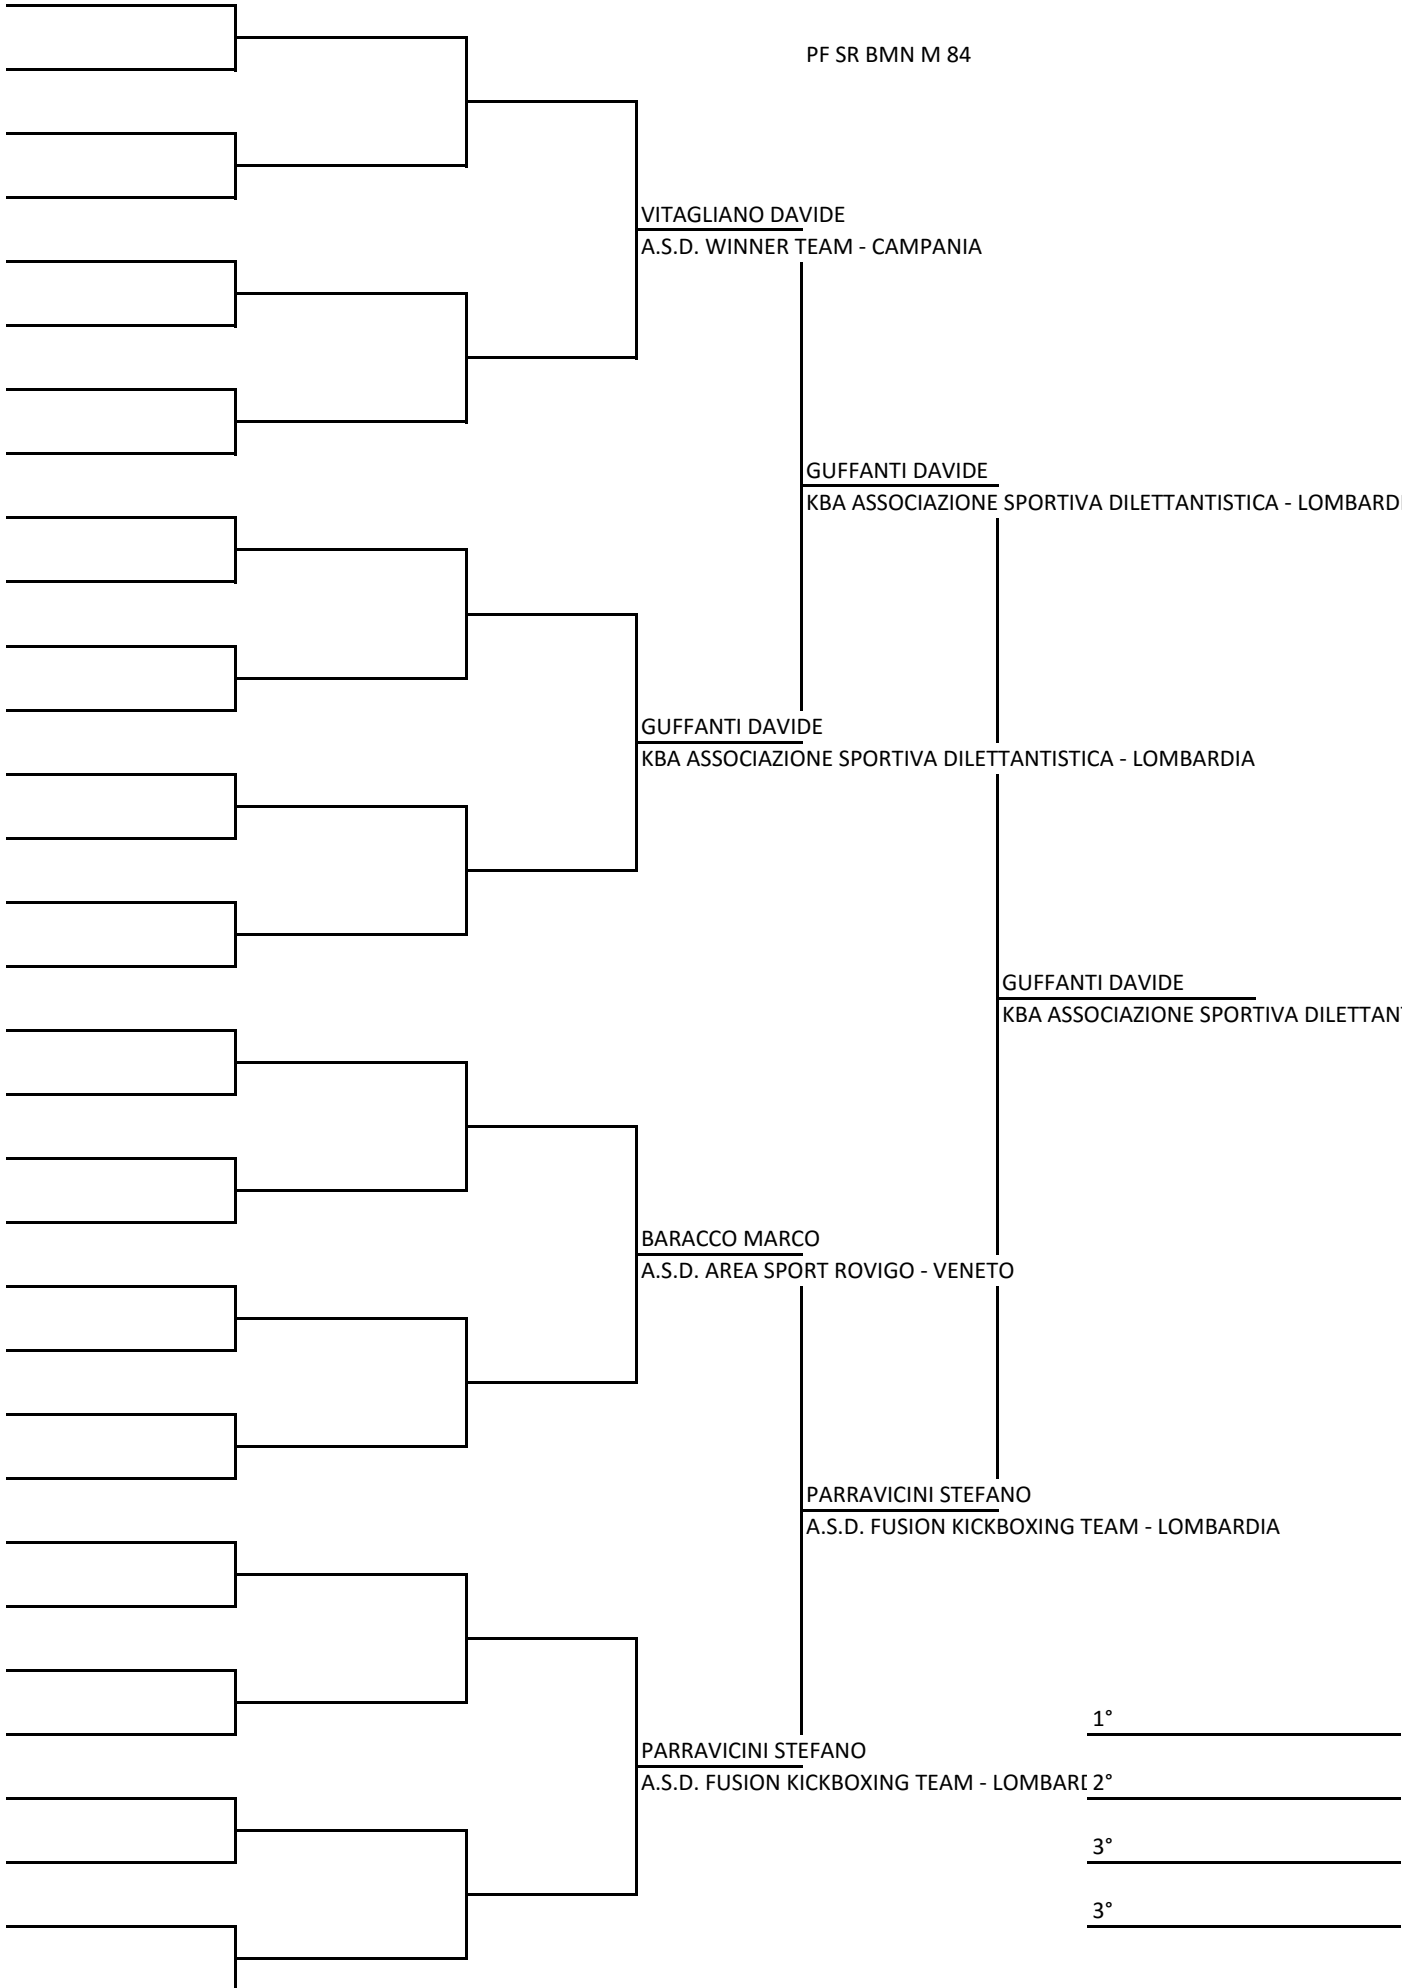 PF SR BMN M 84
VITAGLIANO DAVIDE
A.S.D. WINNER TEAM - CAMPANIA
GUFFANTI DAVIDE
KBA ASSOCIAZIONE SPORTIVA DILETTANTISTICA - LOMBARDI
GUFFANTI DAVIDE
KBA ASSOCIAZIONE SPORTIVA DILETTANTISTICA - LOMBARDIA
GUFFANTI DAVIDE
KBA ASSOCIAZIONE SPORTIVA DILETTANT
BARACCO MARCO
A.S.D. AREA SPORT ROVIGO - VENETO
PARRAVICINI STEFANO
A.S.D. FUSION KICKBOXING TEAM - LOMBARDIA
1°
PARRAVICINI STEFANO
A.S.D. FUSION KICKBOXING TEAM - LOMBARD
2°
3°
3°